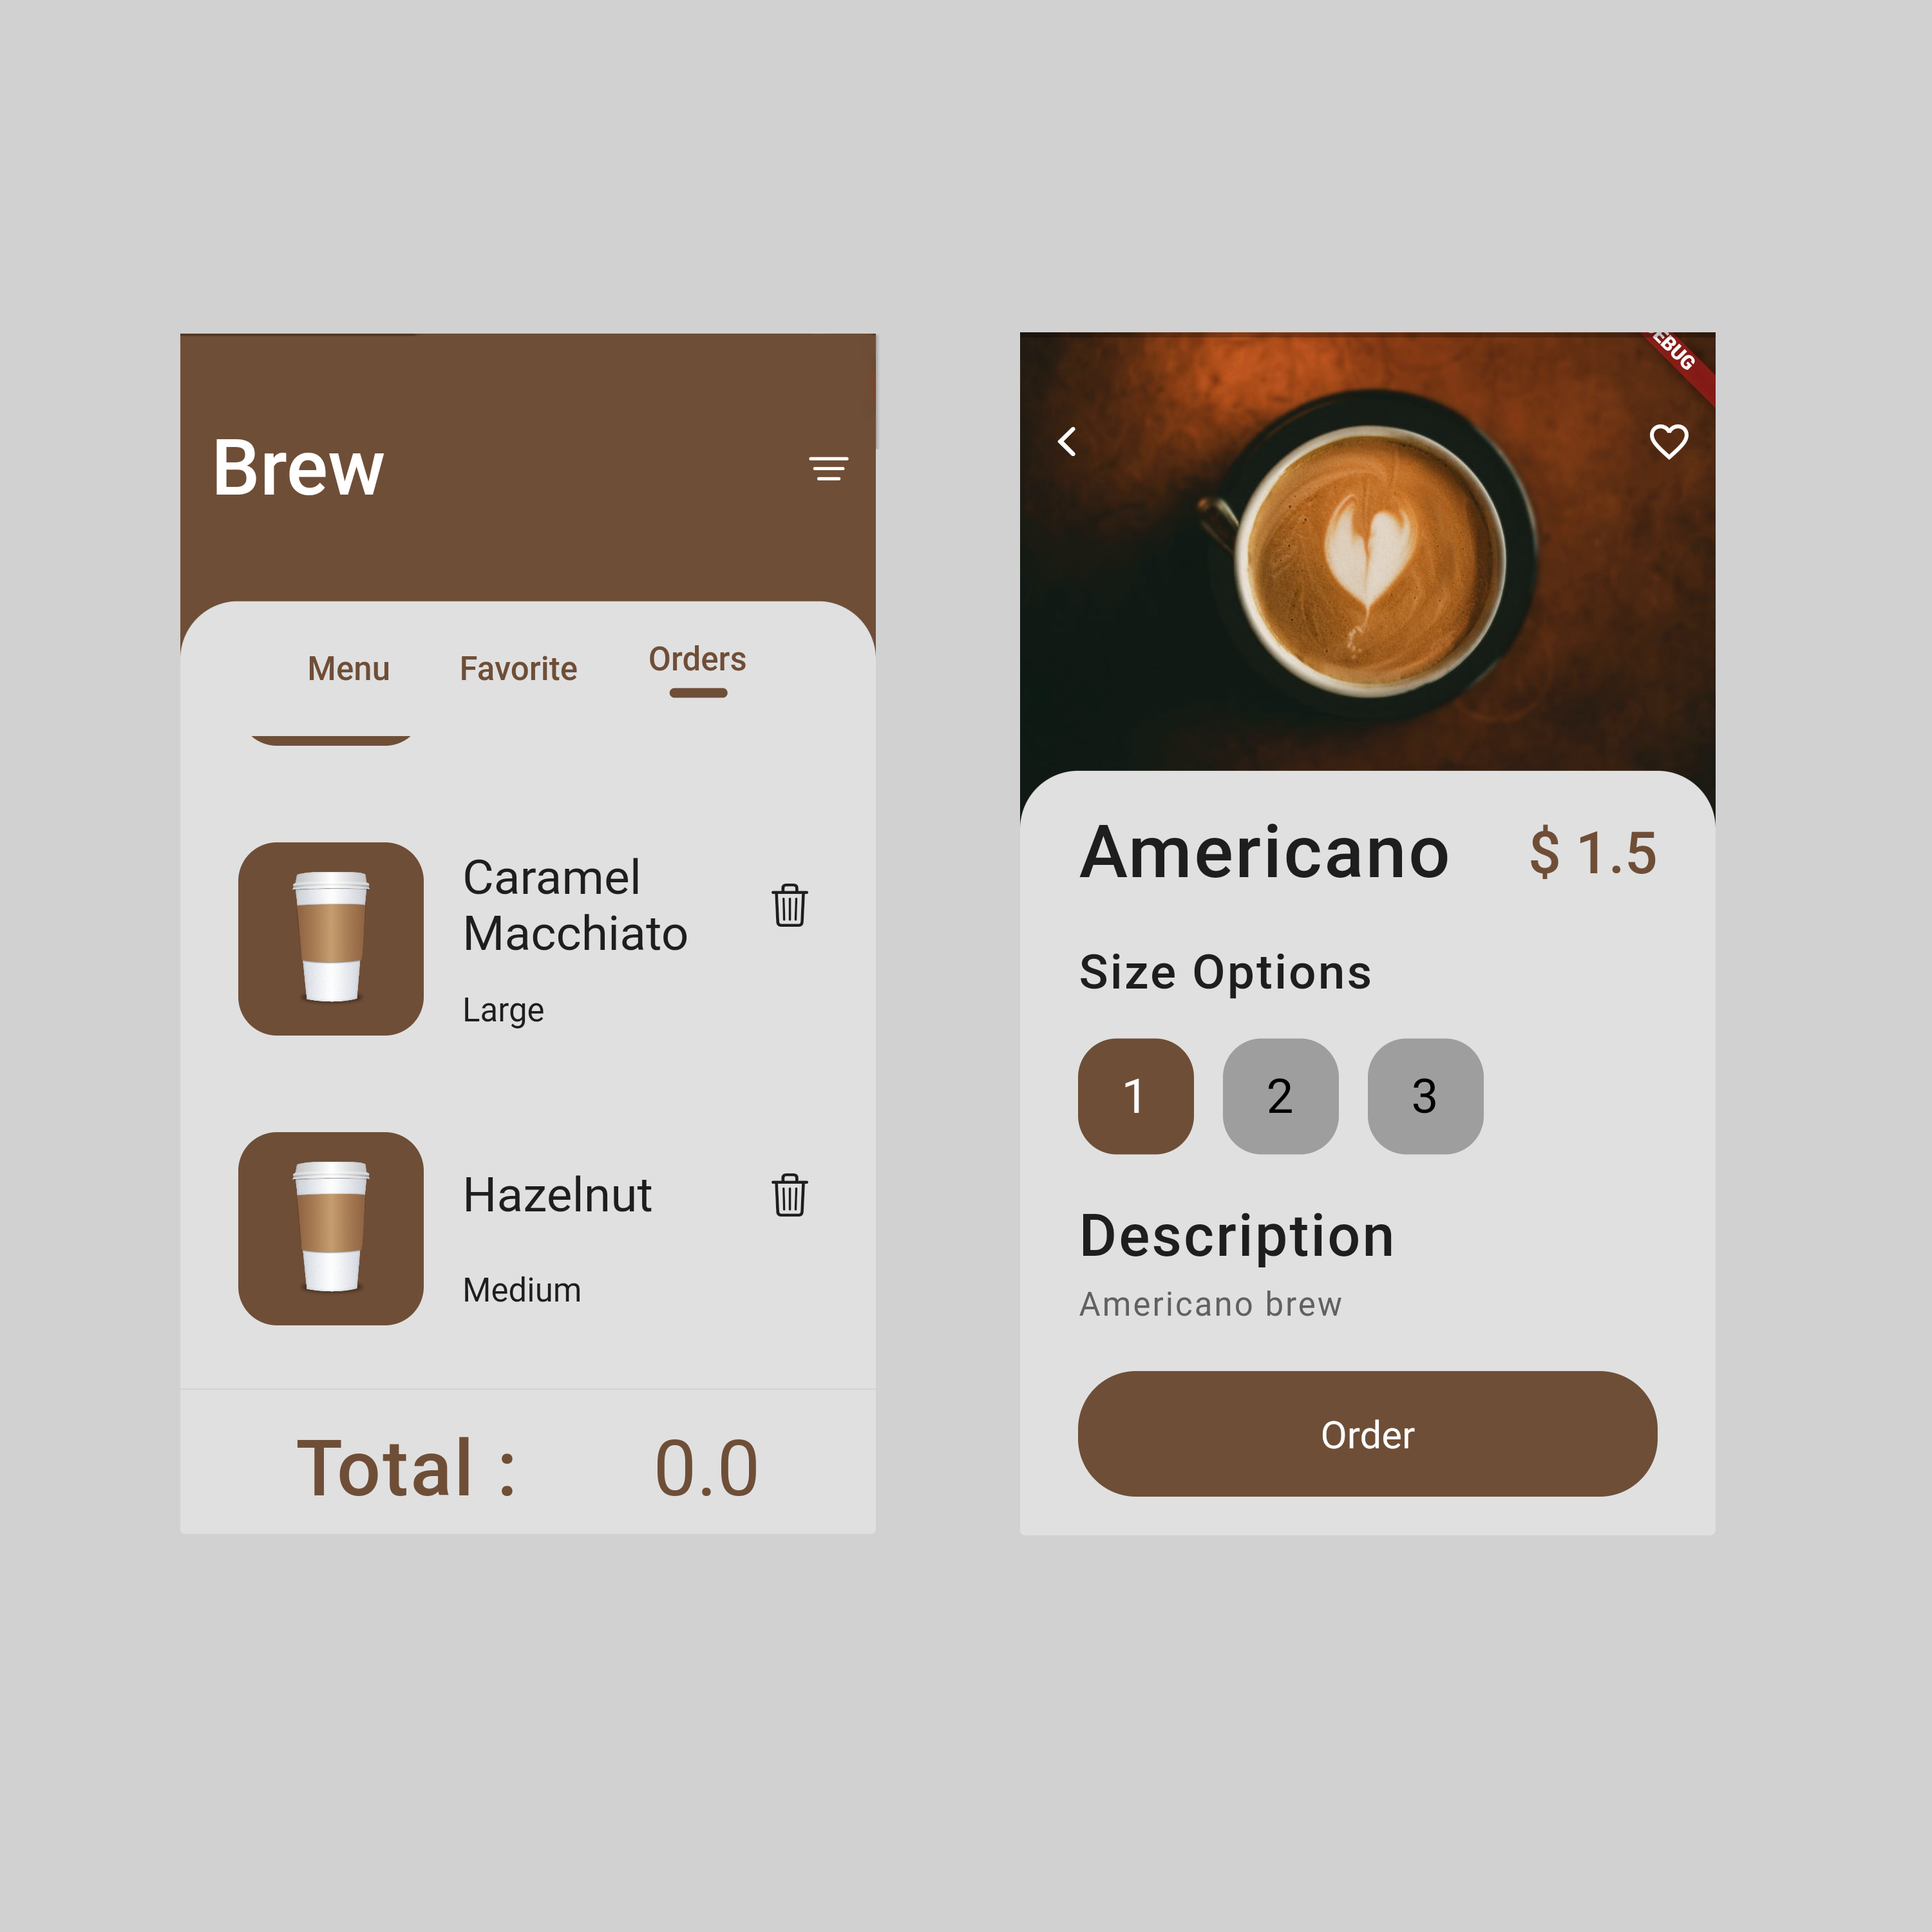 Brew
Menu Favorite Orders
Caramel
Macchiato
Large
Hazelnut
Medium
Total : 0.0
EBUG
Americano $ 1.5
Size Options
1 2 3
Description
Americano brew
Order